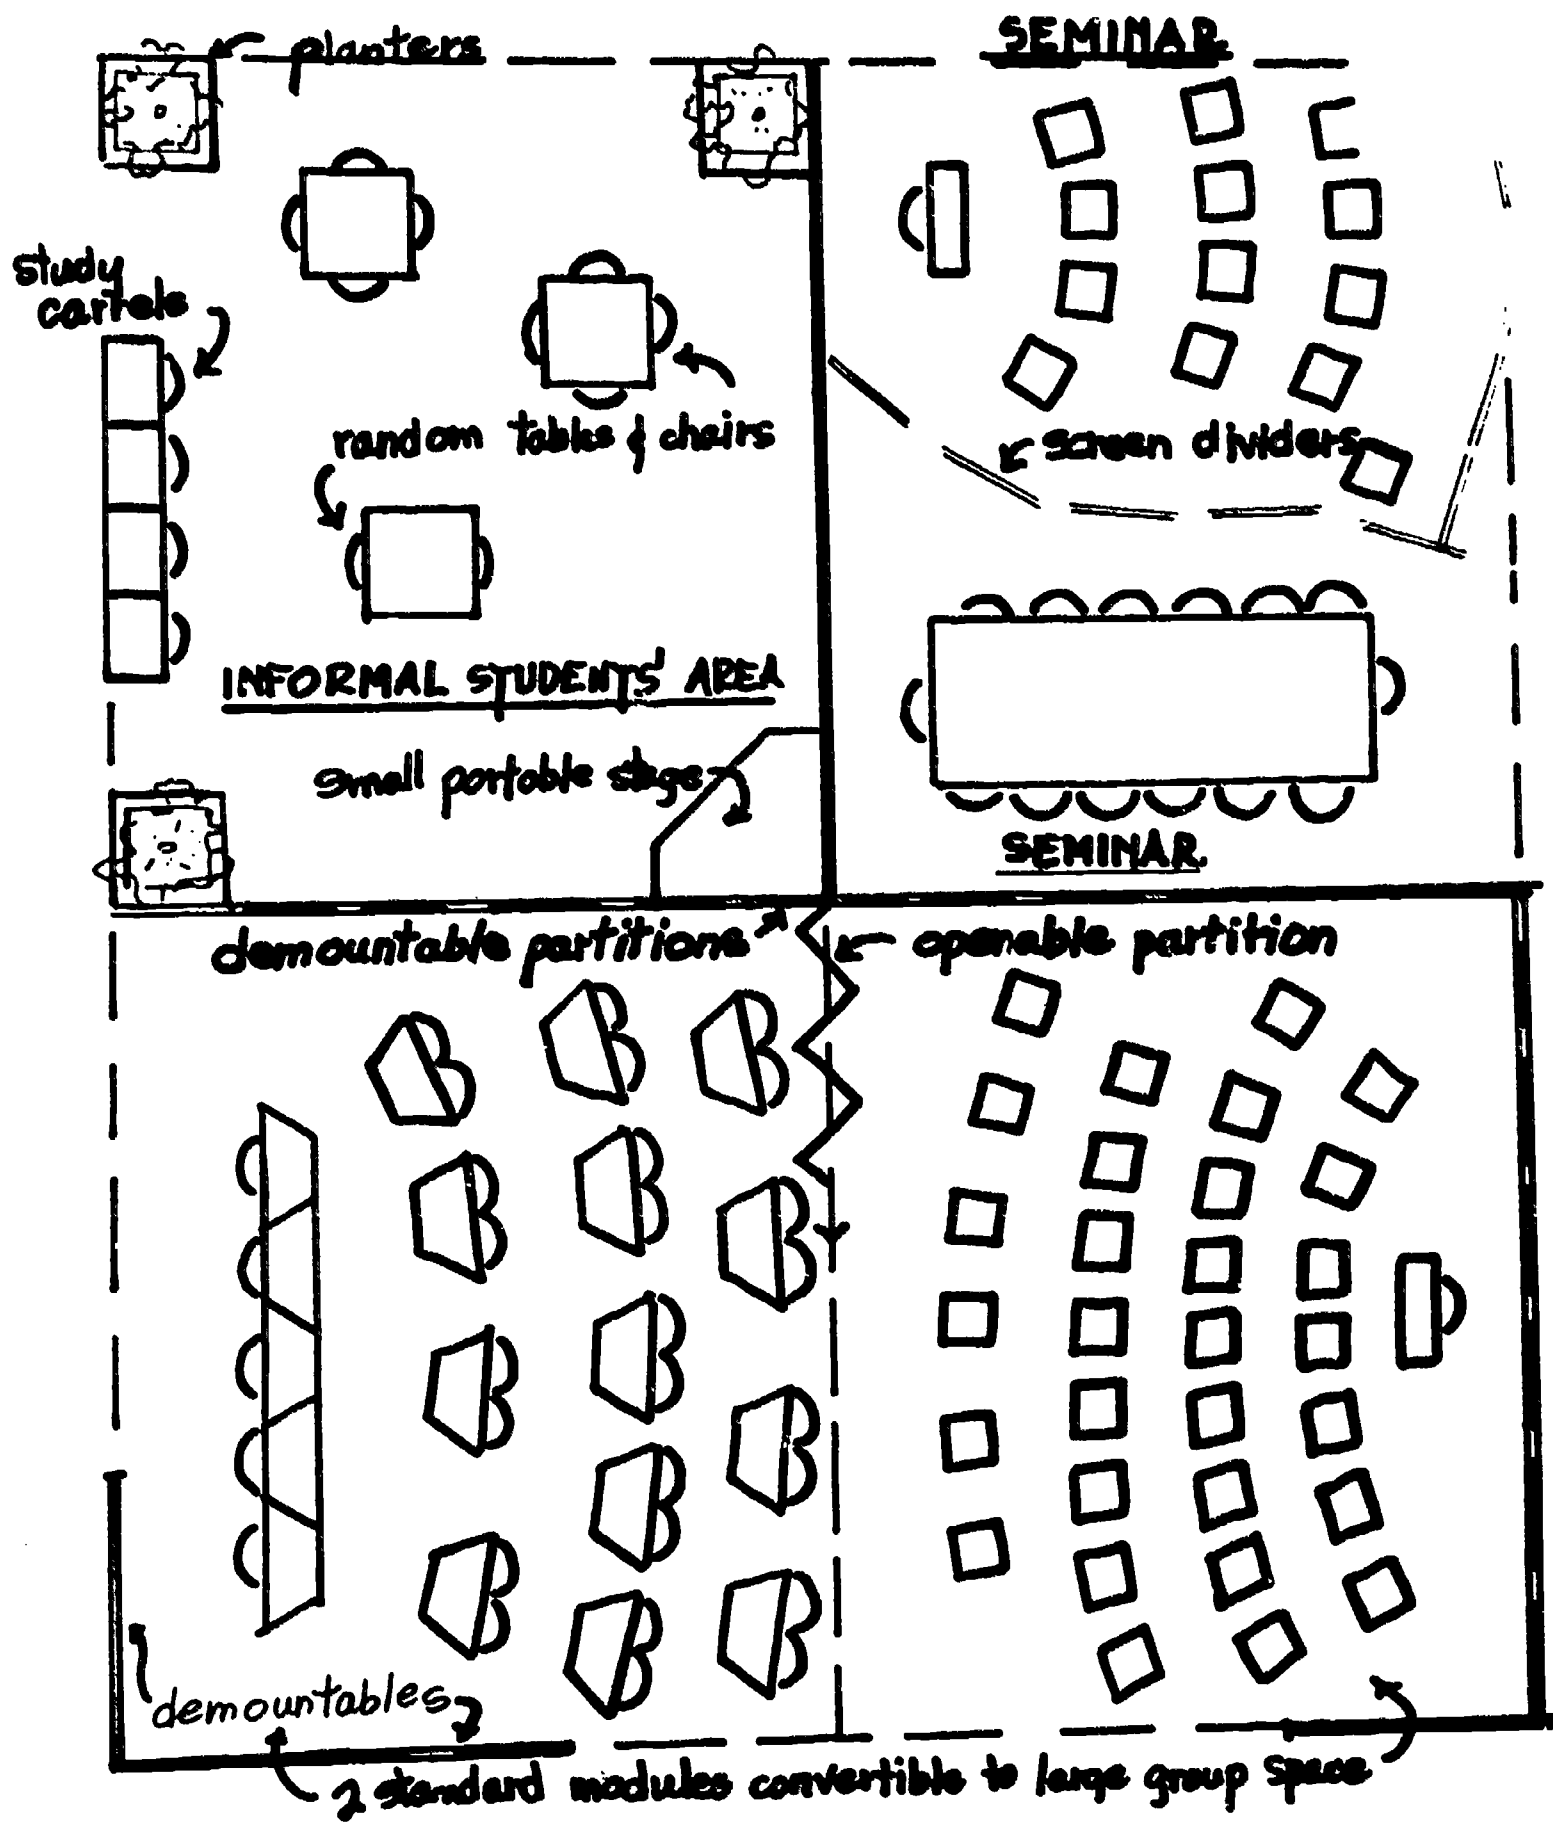 planters
SEMINAR
study
carrels
random tables & chairs
screen dividers
INFORMAL STUDENTS' AREA
small portable stage
SEMINAR
demountable partitions
openable partition
demountables
2 standard modules convertible to large group space